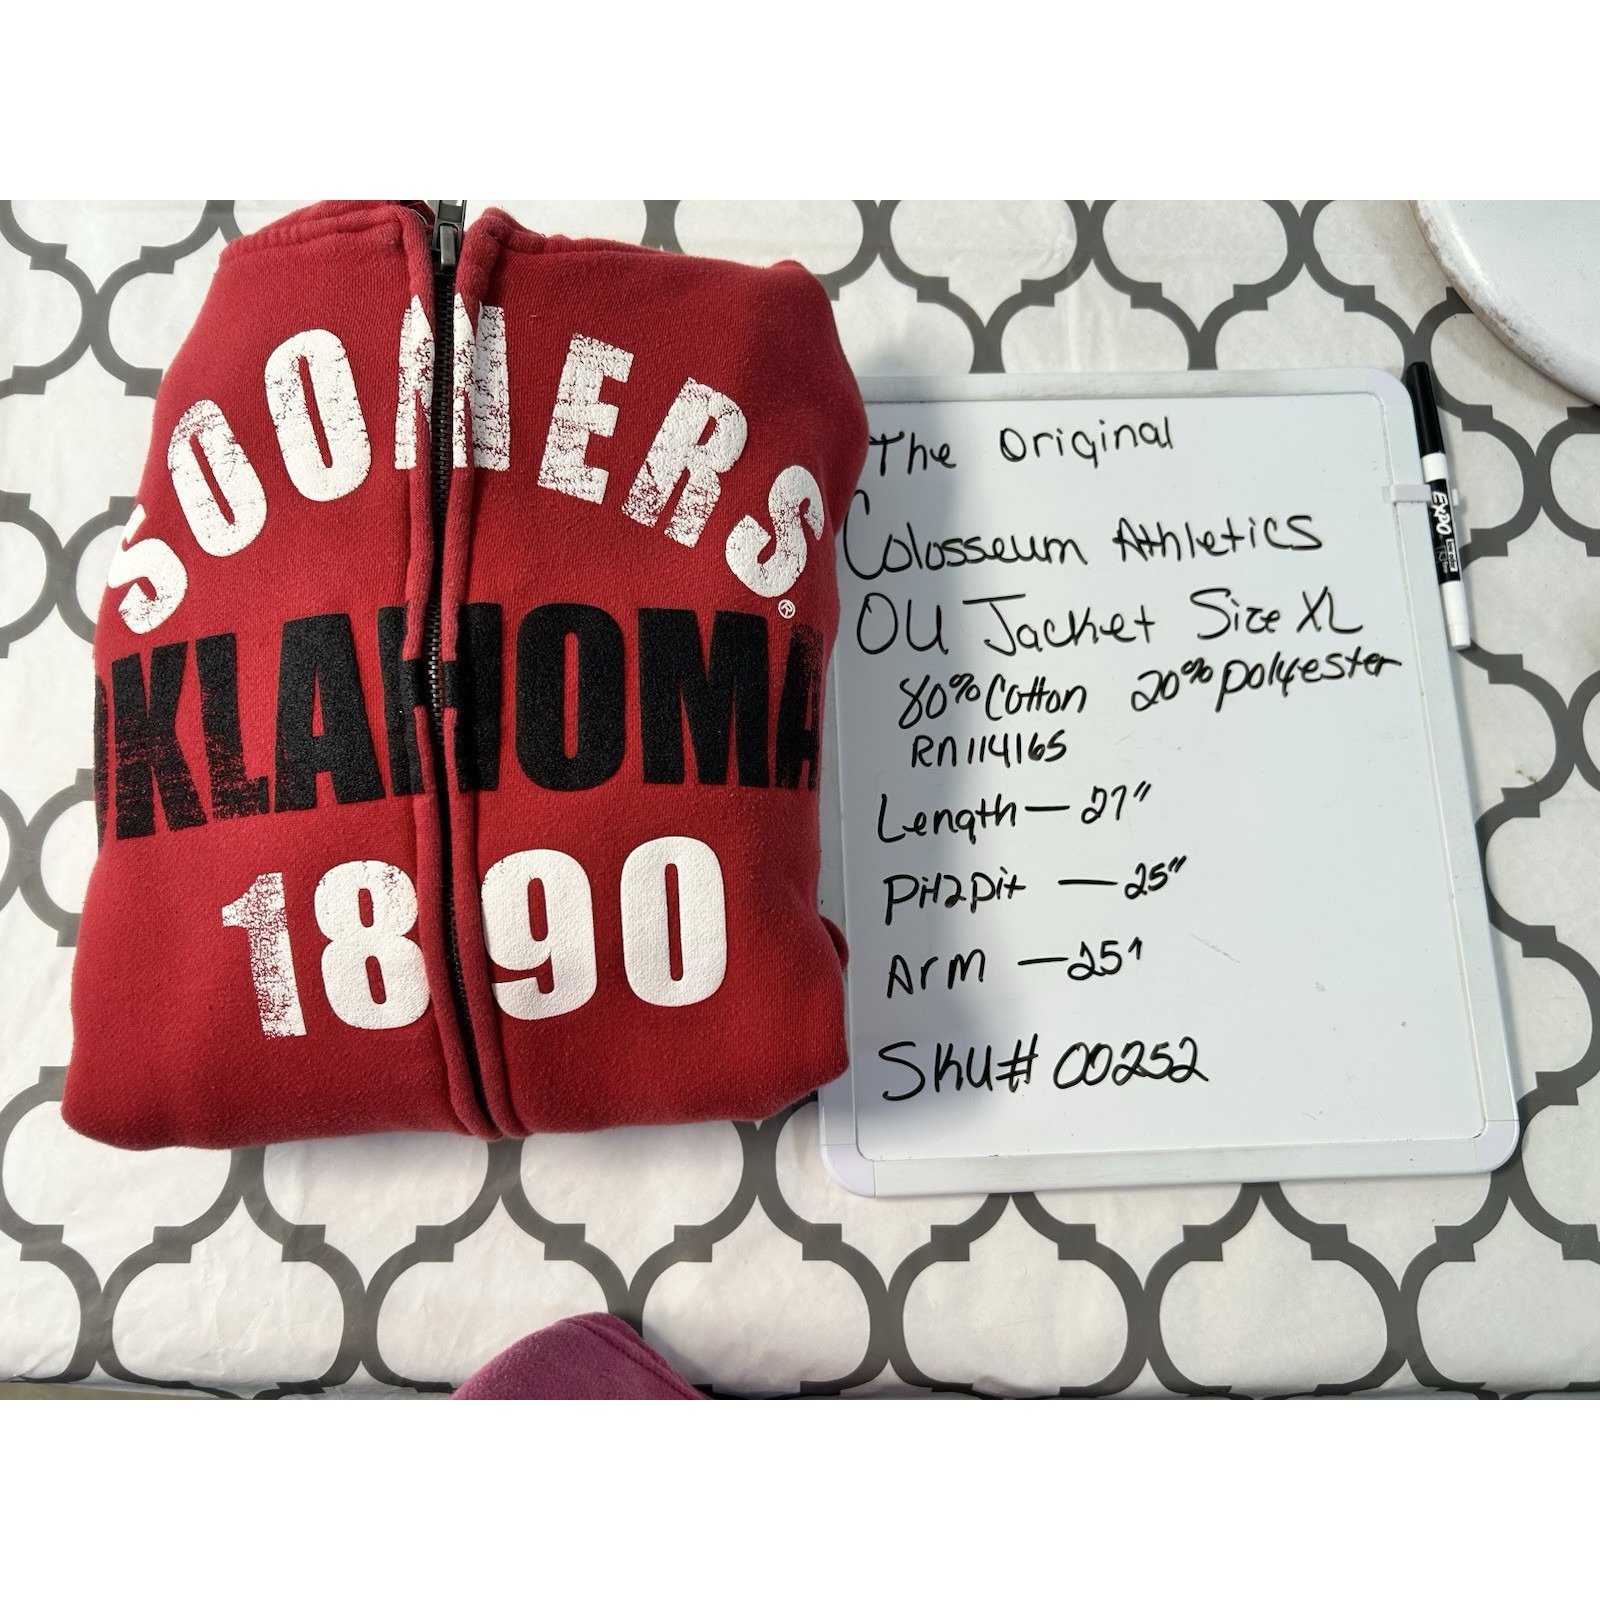 SOONERS
®
OKLAHOMA
1890
The Original
Colosseum Athletics
OU Jacket Size XL
80% Cotton 20% polyester
RN114165
Length — 27"
Pit2Pit — 25"
Arm — 25"
SKU# 00252
EXPO